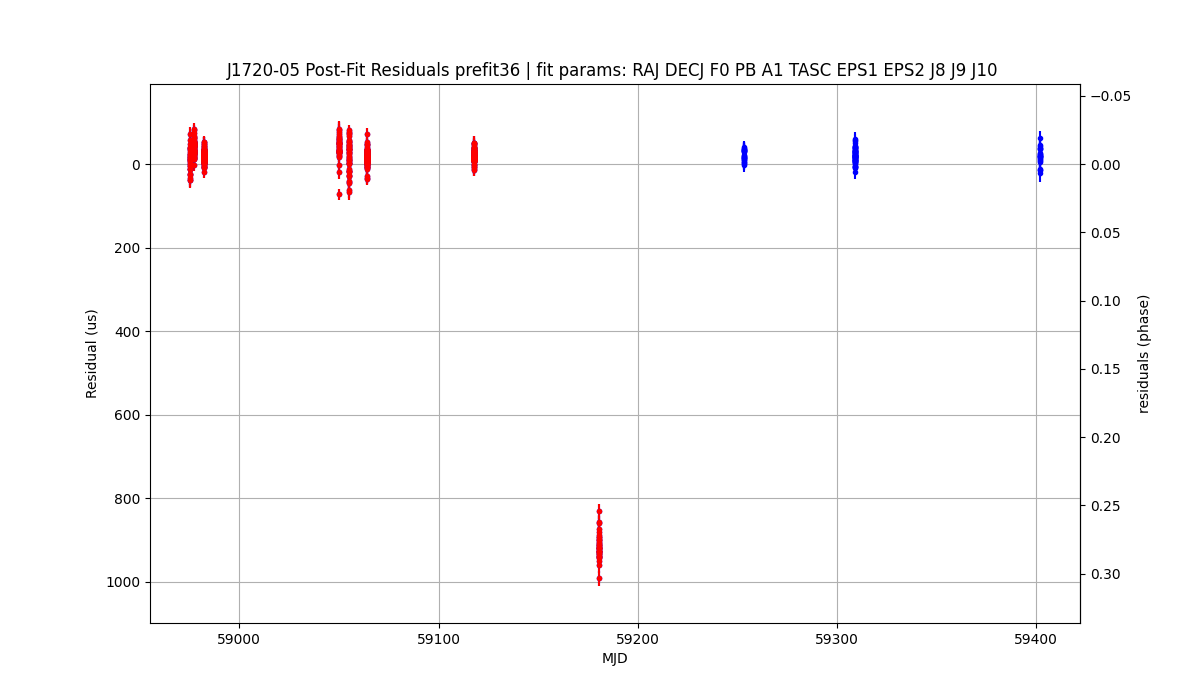 J1720-05 Post-Fit Residuals prefit36 | fit params: RAJ DECJ F0 PB A1 TASC EPS1 EPS2 J8 J9 J10
−0.05
0 0.00
0.05
200
0.10
400
0.15
600
0.20
800
0.25
1000
0.30
Residual (us)
residuals (phase)
59000 59100 59200 59300 59400
MJD